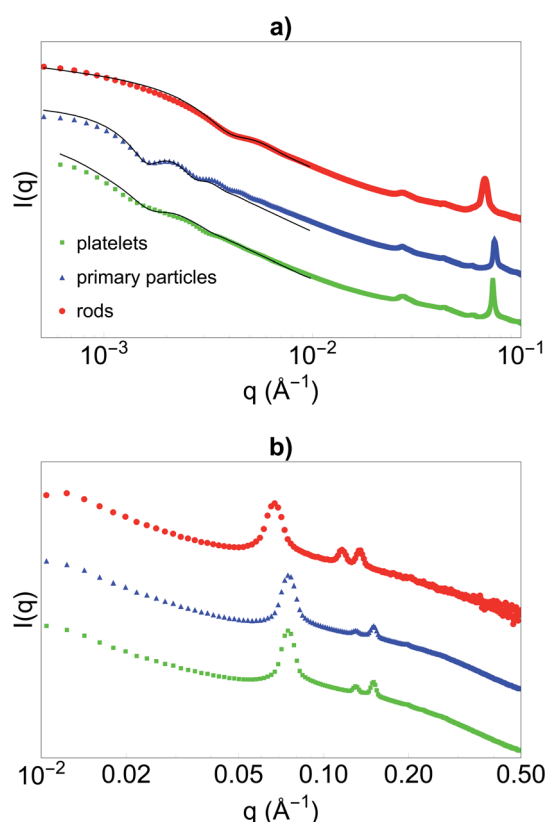 a)
I(q)
platelets
primary particles
rods
10⁻³ 10⁻² 10⁻¹
q (Å⁻¹)
b)
I(q)
10⁻² 0.02 0.05 0.10 0.20 0.50
q (Å⁻¹)